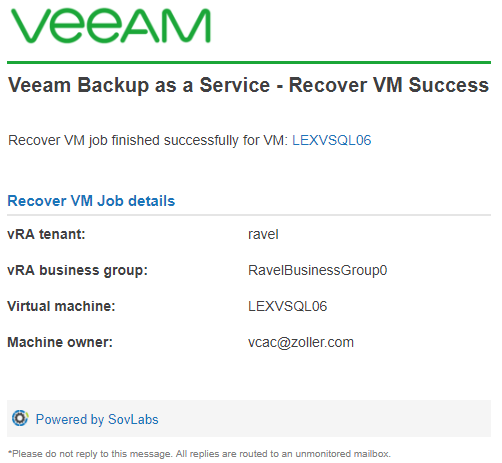 veeam
Veeam Backup as a Service - Recover VM Success
Recover VM job finished successfully for VM: LEXVSQL06
Recover VM Job details
vRA tenant: ravel
vRA business group: RavelBusinessGroup0
Virtual machine: LEXVSQL06
Machine owner: vcac@zoller.com
Powered by SovLabs
*Please do not reply to this message. All replies are routed to an unmonitored mailbox.